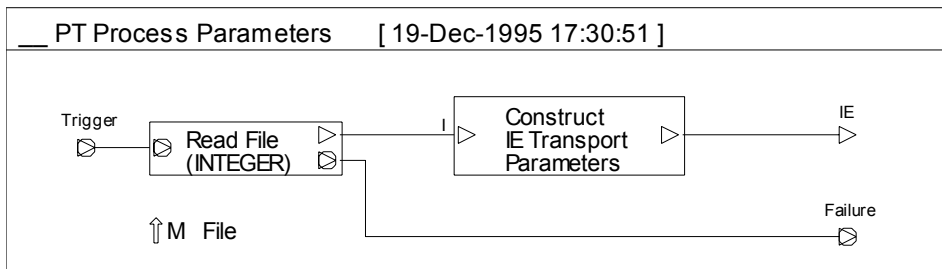 __ PT Process Parameters [ 19-Dec-1995 17:30:51 ]
Trigger
Read File
(INTEGER)
I
Construct
IE Transport
Parameters
IE
Failure
⇑ M File